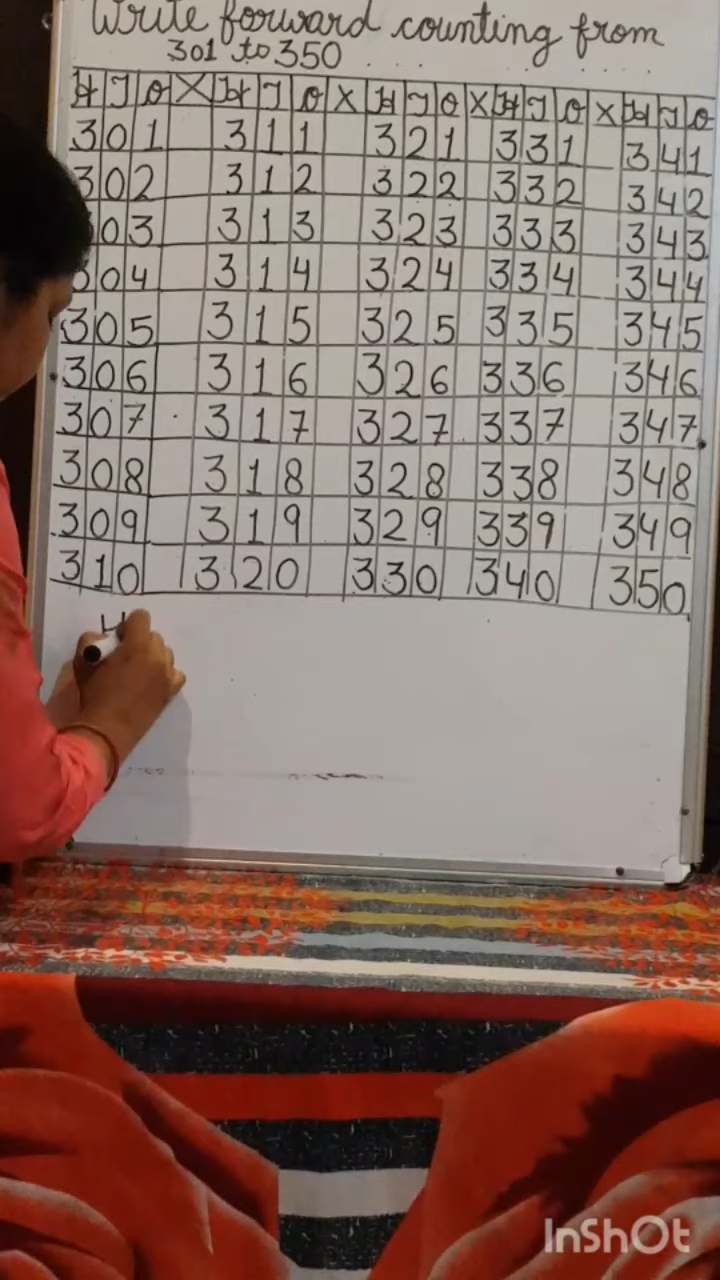 Write forward counting from
301 to 350
H T O X H T O X H T O X H T O X H T O
301 311 321 331 341
302 312 322 332 342
03 313 323 333 343
304 314 324 334 344
305 315 325 335 345
306 316 326 336 346
307 317 327 337 347
308 318 328 338 348
309 319 329 339 349
310 320 330 340 350
H
InShOt